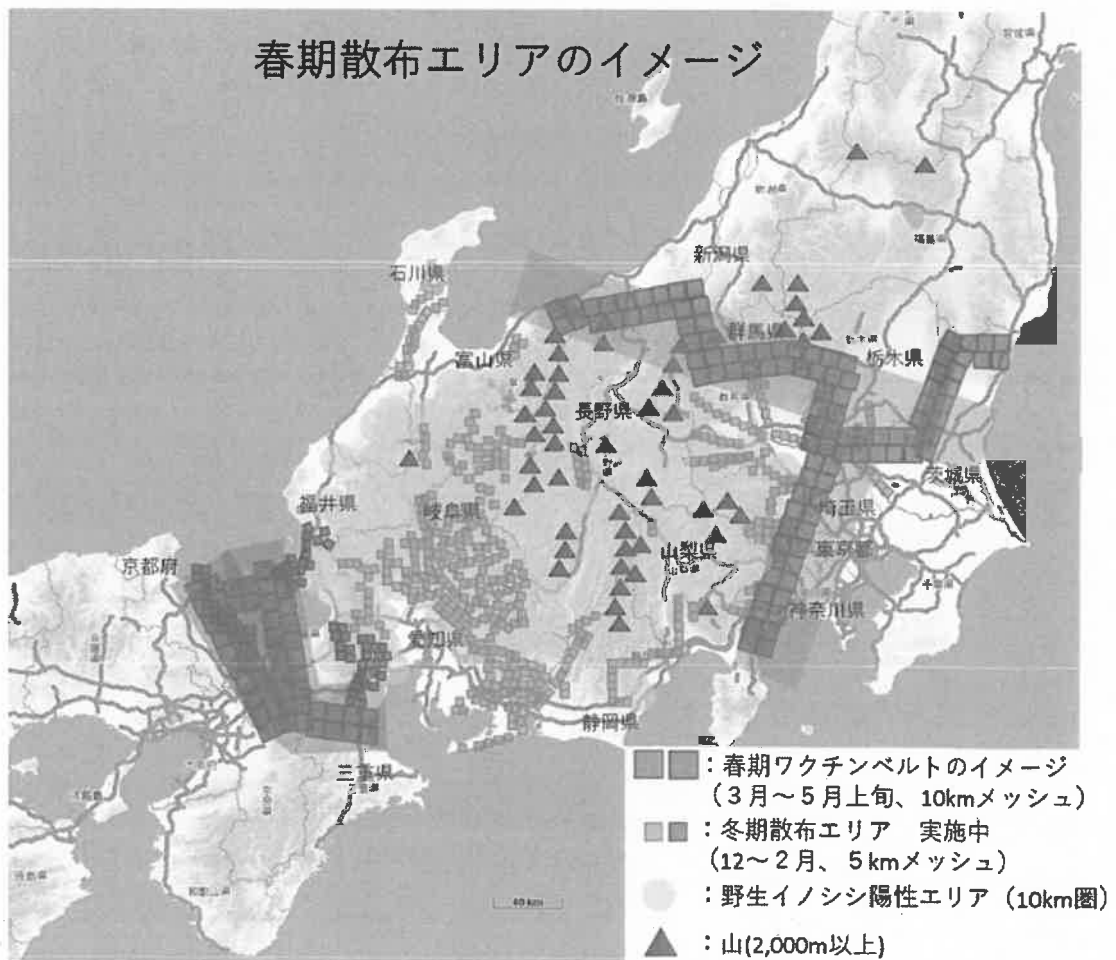 春期散布エリアのイメージ
新潟県
福島県
石川県
群馬県
栃木県
富山県
長野県
茨城県
福井県
岐阜県
埼玉県
東京都
山梨県
京都府
神奈川県
愛知県
静岡県
三重県
40 km
：春期ワクチンベルトのイメージ
（３月～５月上旬、10kmメッシュ）
：冬期散布エリア　実施中
（12～２月、５kmメッシュ）
：野生イノシシ陽性エリア（10km圏）
：山(2,000m以上)